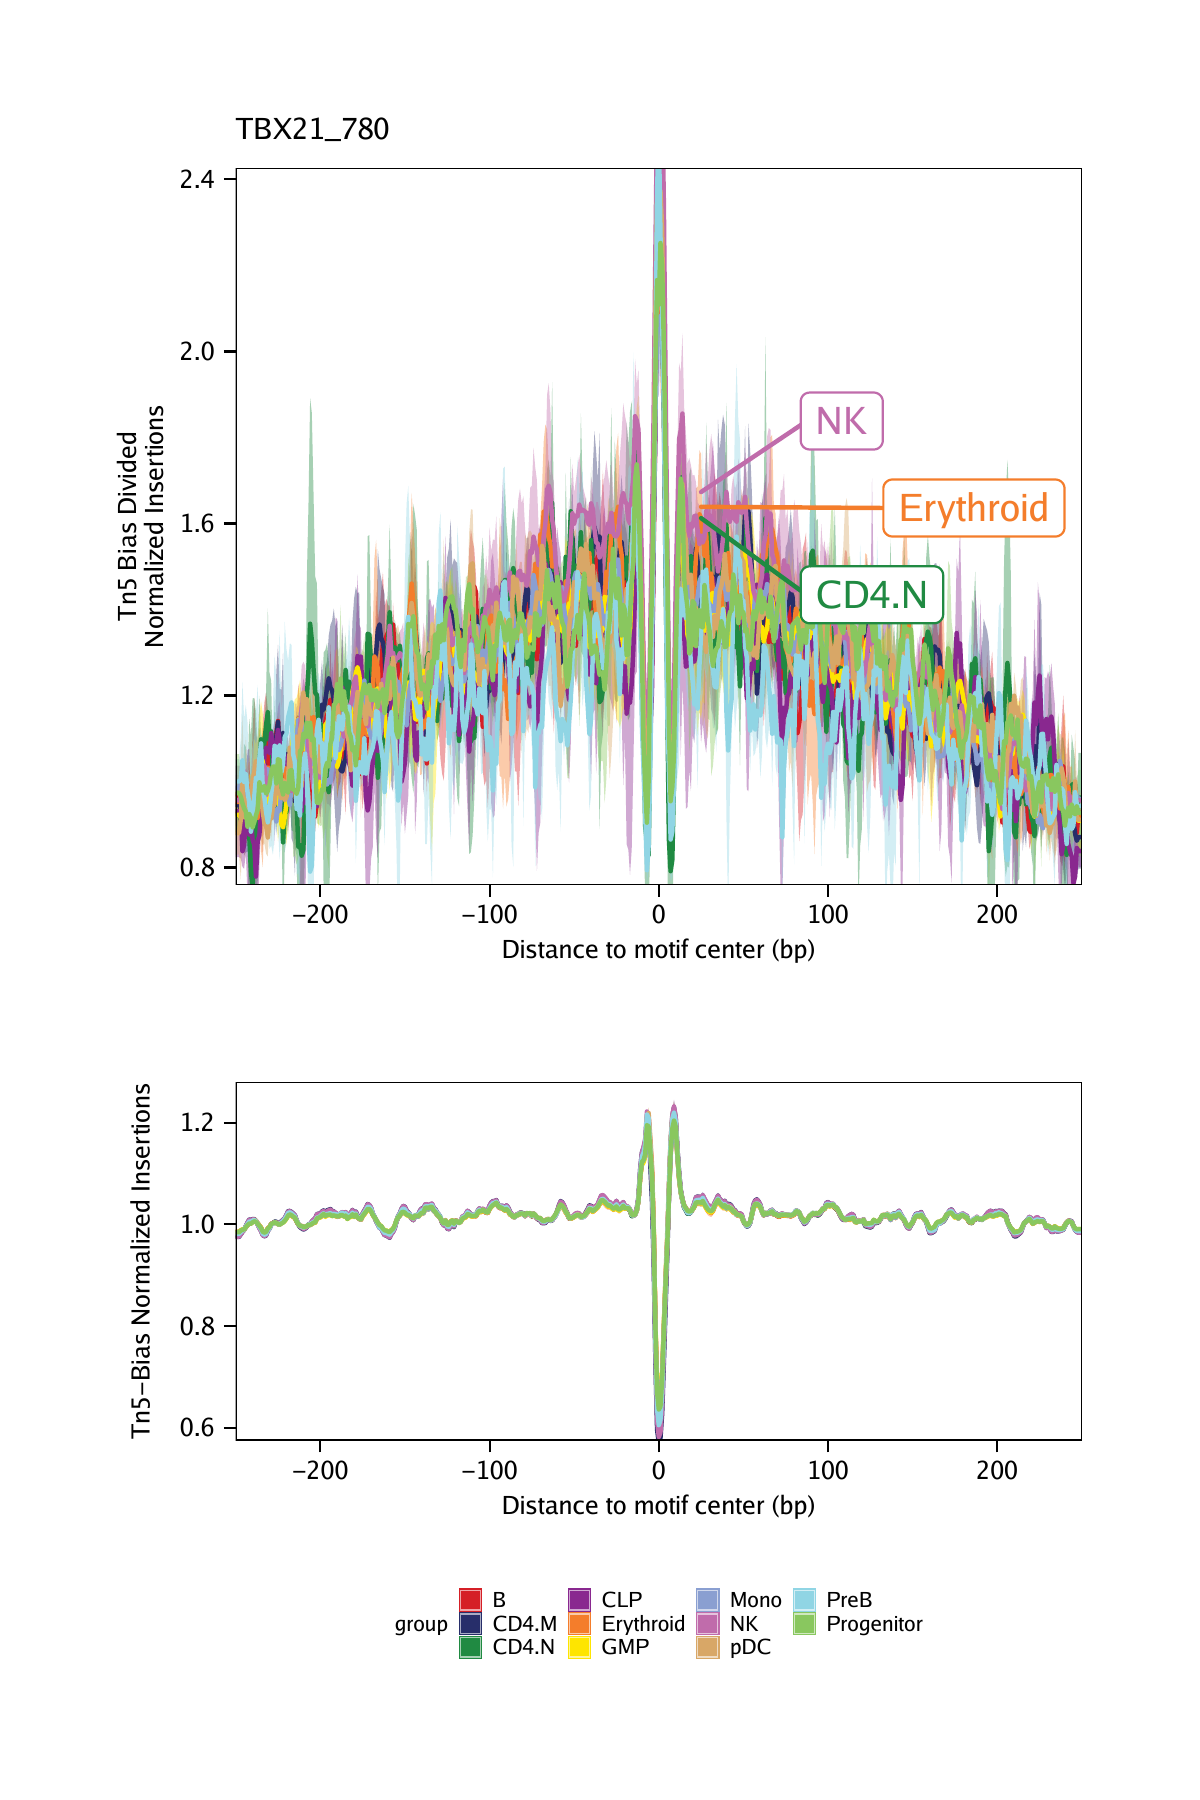 TBX21_780
2.4
2.0
1.6
1.2
0.8
Tn5 Bias Divided
Normalized Insertions
NK
Erythroid
CD4.N
−200 −100 0 100 200
Distance to motif center (bp)
1.2
1.0
0.8
0.6
Tn5−Bias Normalized Insertions
−200 −100 0 100 200
Distance to motif center (bp)
B CLP Mono PreB
group CD4.M Erythroid NK Progenitor
CD4.N GMP pDC